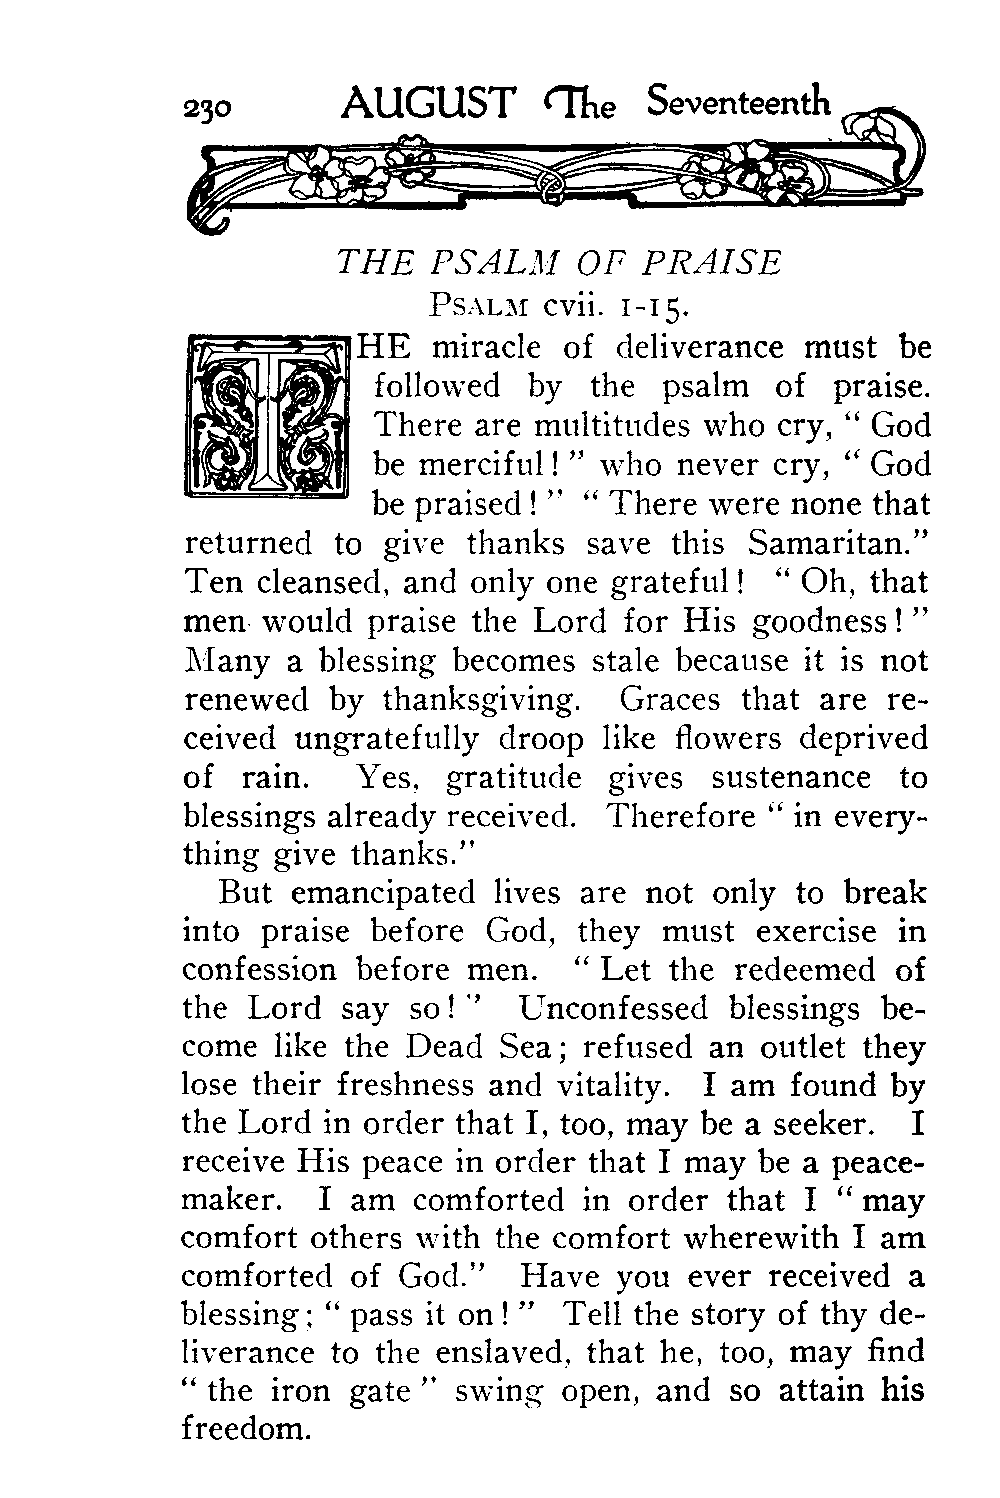 230 AUGUST The Seventeenth
THE PSALM OF PRAISE
PSALM cvii. 1-15.
THE miracle of deliverance must be
followed by the psalm of praise.
There are multitudes who cry, “ God
be merciful ! ” who never cry, “ God
be praised ! ” “ There were none that
returned to give thanks save this Samaritan.”
Ten cleansed, and only one grateful ! “ Oh, that
men would praise the Lord for His goodness ! ”
Many a blessing becomes stale because it is not
renewed by thanksgiving. Graces that are re-
ceived ungratefully droop like flowers deprived
of rain. Yes, gratitude gives sustenance to
blessings already received. Therefore “ in every-
thing give thanks.”
But emancipated lives are not only to break
into praise before God, they must exercise in
confession before men. “ Let the redeemed of
the Lord say so ! ” Unconfessed blessings be-
come like the Dead Sea ; refused an outlet they
lose their freshness and vitality. I am found by
the Lord in order that I, too, may be a seeker. I
receive His peace in order that I may be a peace-
maker. I am comforted in order that I “ may
comfort others with the comfort wherewith I am
comforted of God.” Have you ever received a
blessing ; “ pass it on ! ” Tell the story of thy de-
liverance to the enslaved, that he, too, may find
“ the iron gate ” swing open, and so attain his
freedom.